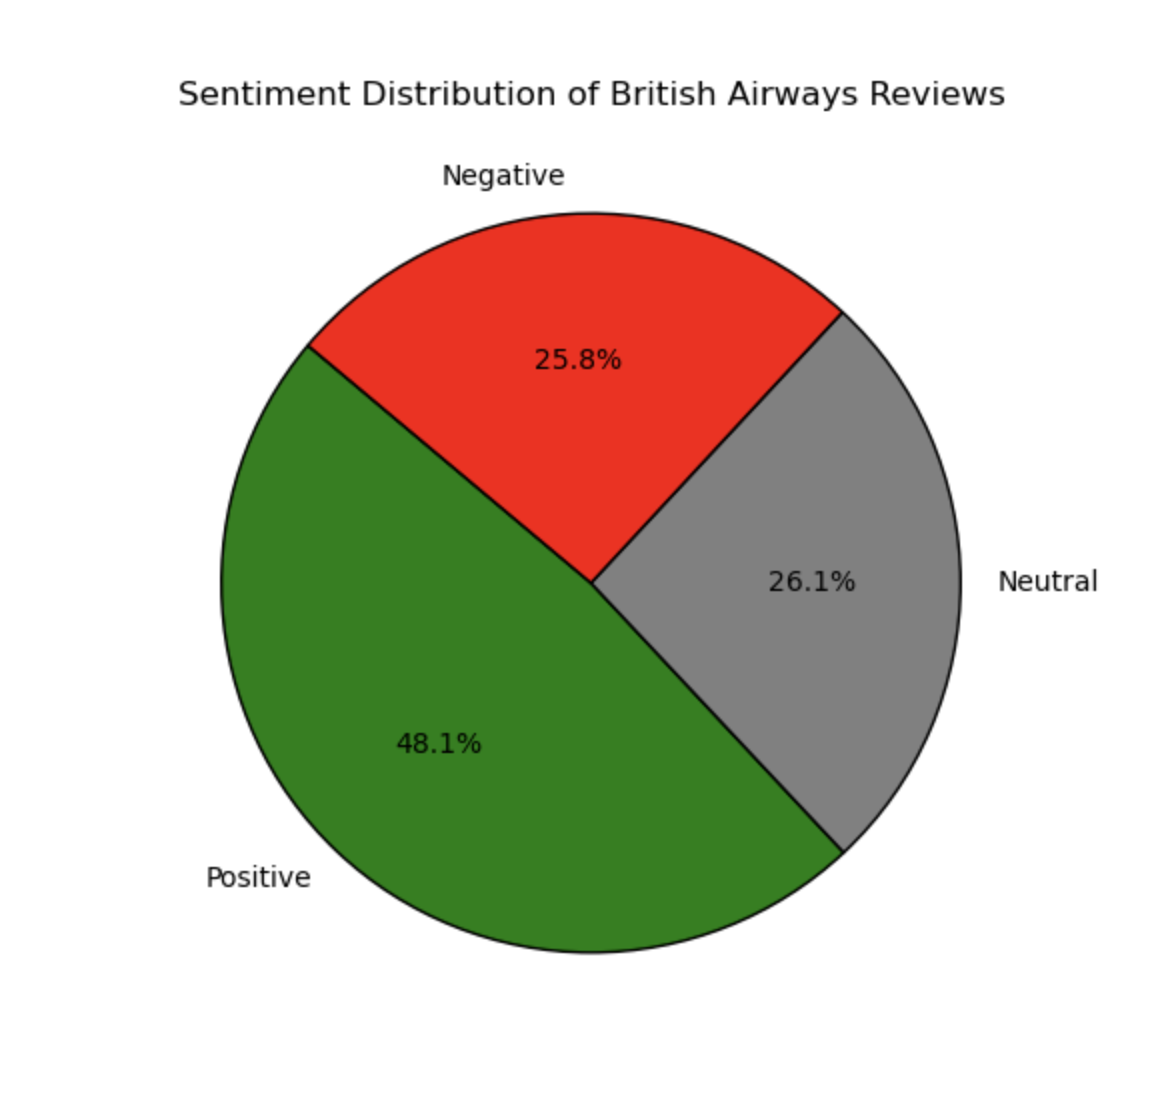 Sentiment Distribution of British Airways Reviews
Negative
25.8%
26.1%
Neutral
48.1%
Positive